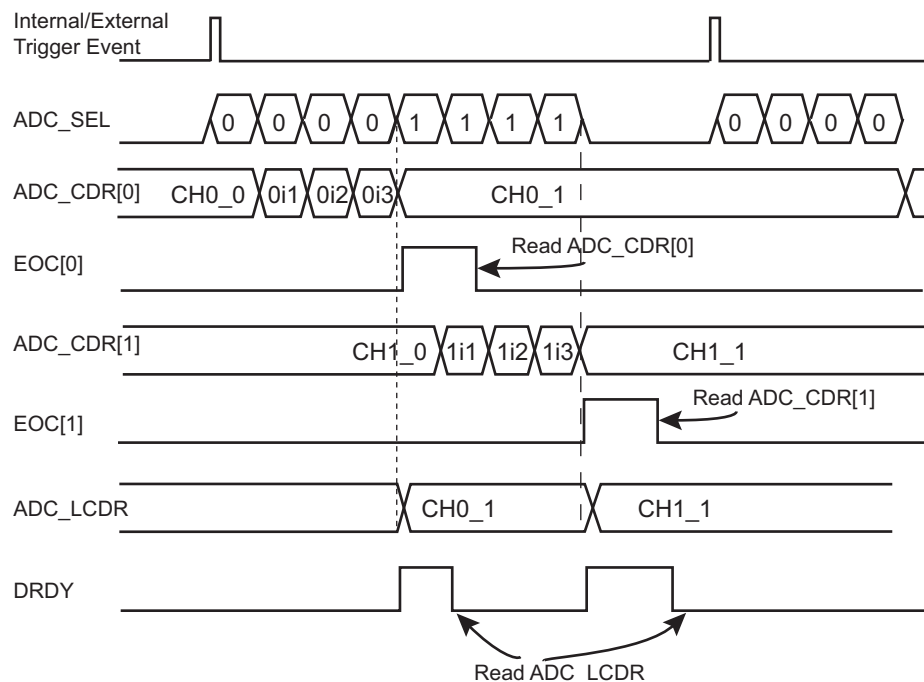 Internal/External
Trigger Event
ADC_SEL
0 0 0 0 1 1 1 1 0 0 0 0
ADC_CDR[0]
CH0_0 0i1 0i2 0i3 CH0_1
EOC[0]
Read ADC_CDR[0]
ADC_CDR[1]
CH1_0 1i1 1i2 1i3 CH1_1
EOC[1]
Read ADC_CDR[1]
ADC_LCDR
CH0_1 CH1_1
DRDY
Read ADC_LCDR